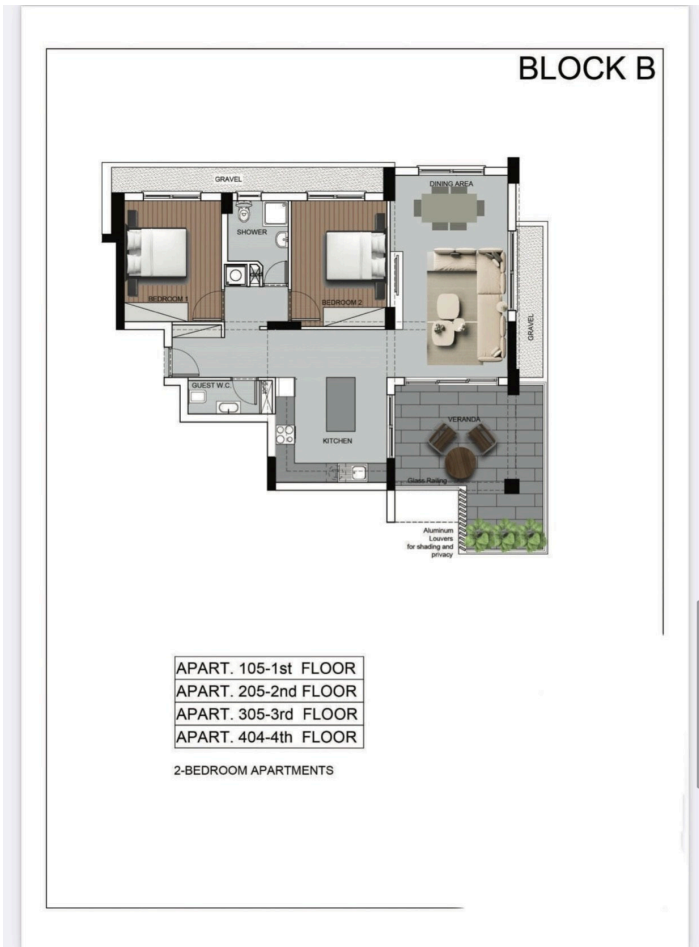 BLOCK B
GRAVEL
DINING AREA
SHOWER
BEDROOM 1
BEDROOM 2
GRAVEL
GUEST W.C.
VERANDA
KITCHEN
Glass Railing
Aluminum
Louvers
for shading and
privacy
APART. 105-1st FLOOR
APART. 205-2nd FLOOR
APART. 305-3rd FLOOR
APART. 404-4th FLOOR
2-BEDROOM APARTMENTS